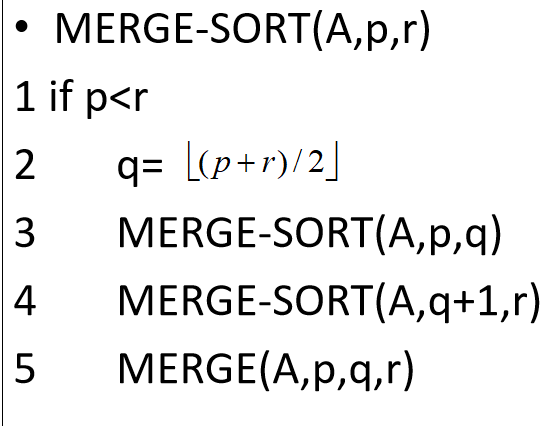 • MERGE-SORT(A,p,r)
1 if p<r
2 q= ⌊(p+r)/2⌋
3 MERGE-SORT(A,p,q)
4 MERGE-SORT(A,q+1,r)
5 MERGE(A,p,q,r)